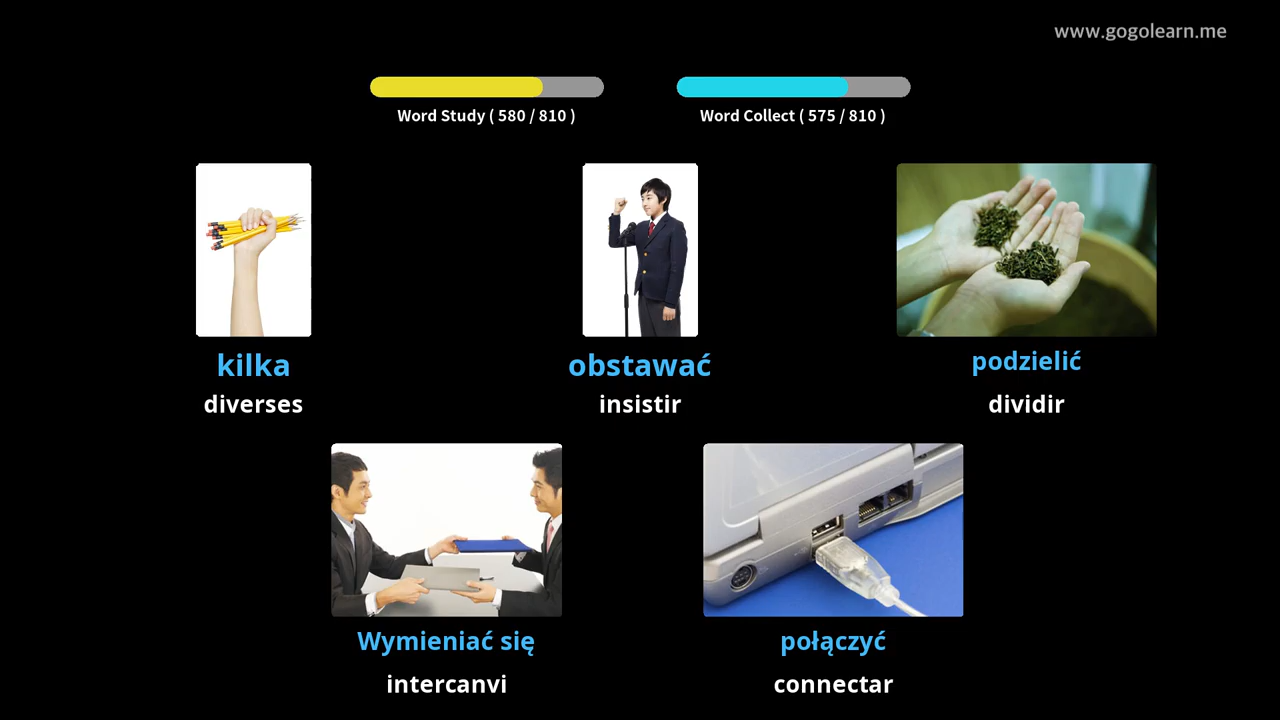 www.gogolearn.me
Word Study ( 580 / 810 )
Word Collect ( 575 / 810 )
kilka
obstawać
podzielić
diverses
insistir
dividir
Wymieniać się
połączyć
intercanvi
connectar